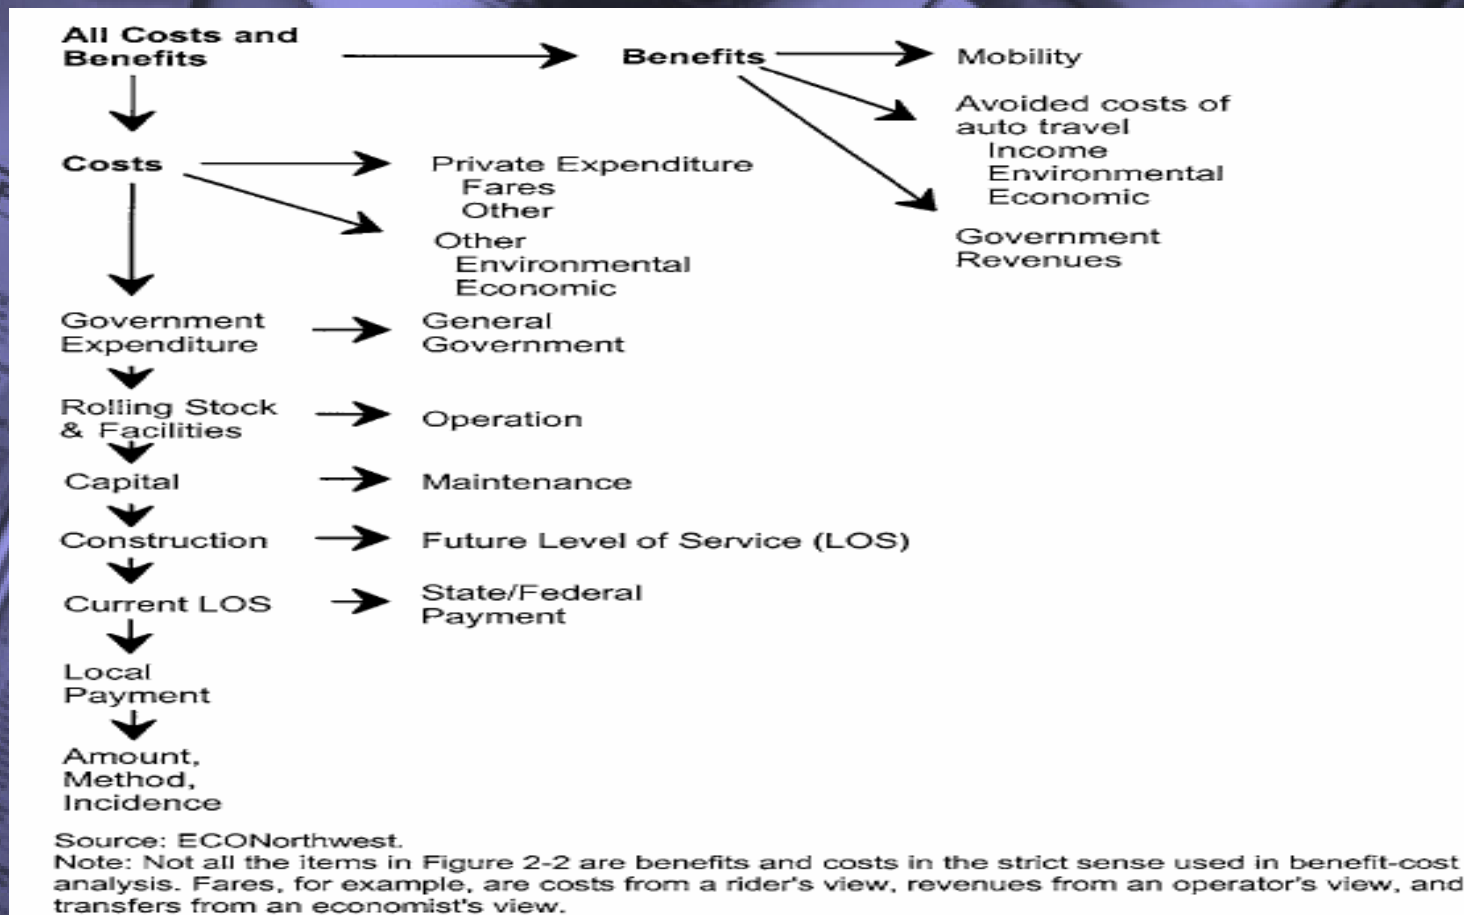 All Costs and
Benefits
Benefits
Mobility
Avoided costs of
auto travel
Income
Environmental
Economic
Government
Revenues
Costs
Private Expenditure
Fares
Other
Other
Environmental
Economic
Government
Expenditure
General
Government
Rolling Stock
& Facilities
Operation
Capital
Maintenance
Construction
Future Level of Service (LOS)
Current LOS
State/Federal
Payment
Local
Payment
Amount,
Method,
Incidence
Source: ECONorthwest.
Note: Not all the items in Figure 2-2 are benefits and costs in the strict sense used in benefit-cost
analysis. Fares, for example, are costs from a rider's view, revenues from an operator's view, and
transfers from an economist's view.